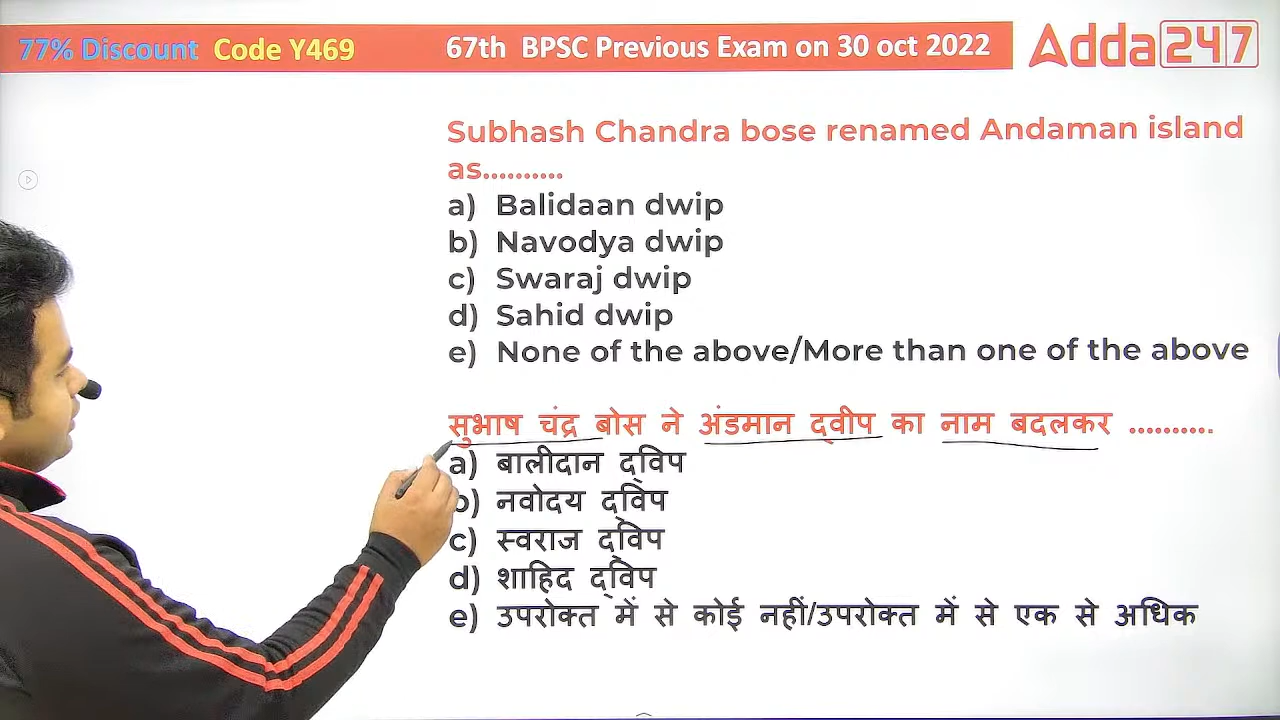 77% Discount Code Y469
67th BPSC Previous Exam on 30 oct 2022
Adda247
Subhash Chandra bose renamed Andaman island
as..........
a) Balidaan dwip
b) Navodya dwip
c) Swaraj dwip
d) Sahid dwip
e) None of the above/More than one of the above
सुभाष चंद्र बोस ने अंडमान द्वीप का नाम बदलकर ..........
a) बालीदान द्विप
b) नवोदय द्विप
c) स्वराज द्विप
d) शाहिद द्विप
e) उपरोक्त में से कोई नहीं/उपरोक्त में से एक से अधिक